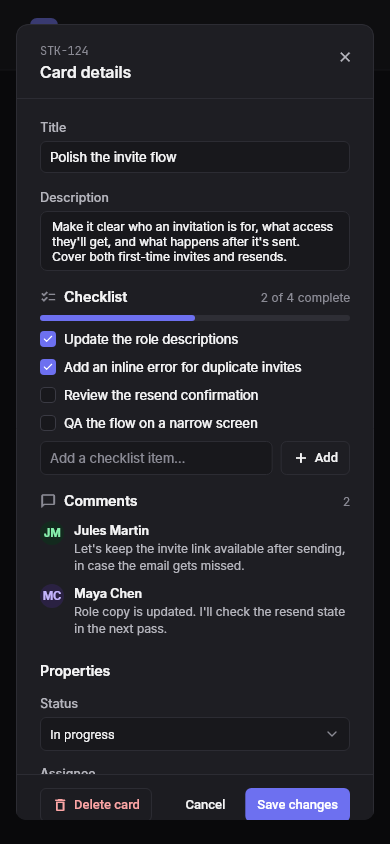 STK-124
Card details
Title
Polish the invite flow
Description
Make it clear who an invitation is for, what access
they'll get, and what happens after it's sent.
Cover both first-time invites and resends.
Checklist
2 of 4 complete
Update the role descriptions
Add an inline error for duplicate invites
Review the resend confirmation
QA the flow on a narrow screen
Add a checklist item...
Add
Comments
2
JM
Jules Martin
Let's keep the invite link available after sending,
in case the email gets missed.
MC
Maya Chen
Role copy is updated. I'll check the resend state
in the next pass.
Properties
Status
In progress
Assignee
Delete card
Cancel
Save changes